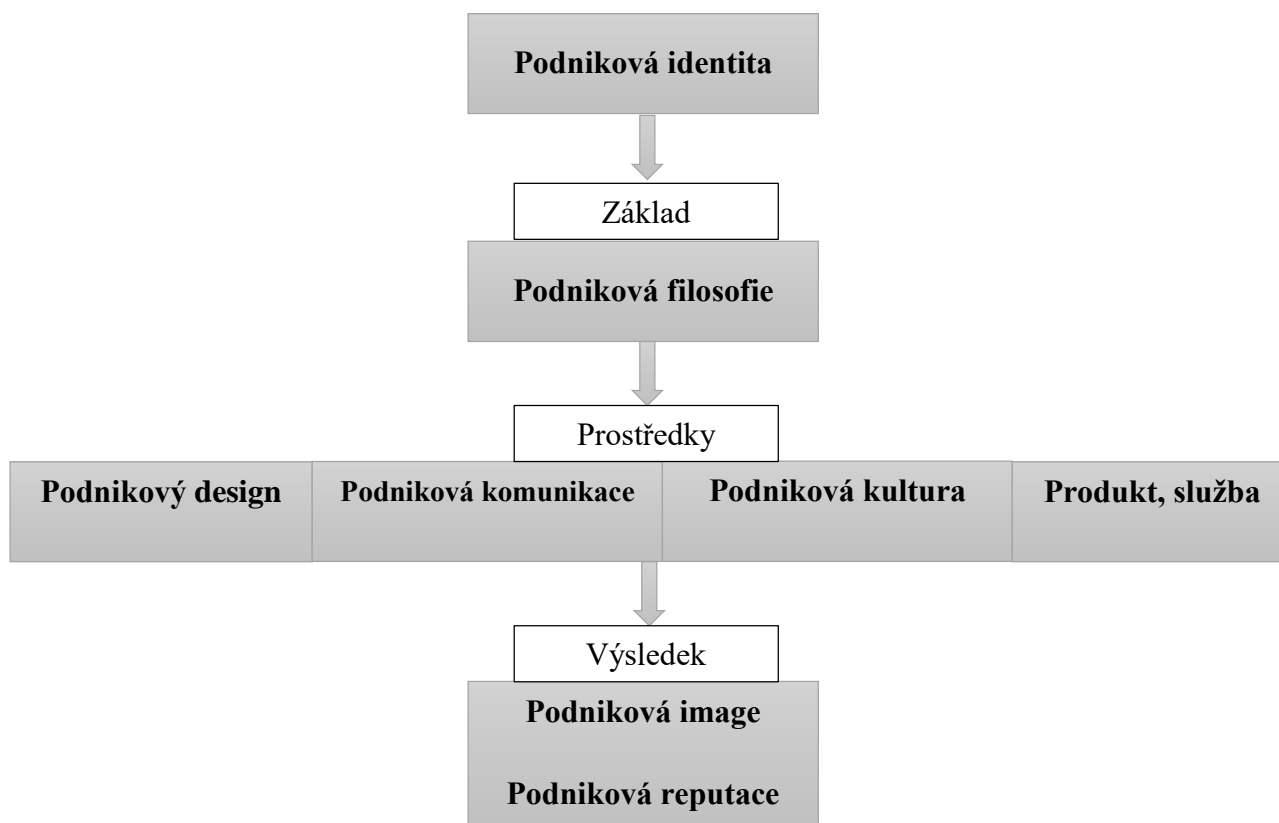 Podniková identita
Základ
Podniková filosofie
Prostředky
Podnikový design
Podniková komunikace
Podniková kultura
Produkt, služba
Výsledek
Podniková image
Podniková reputace